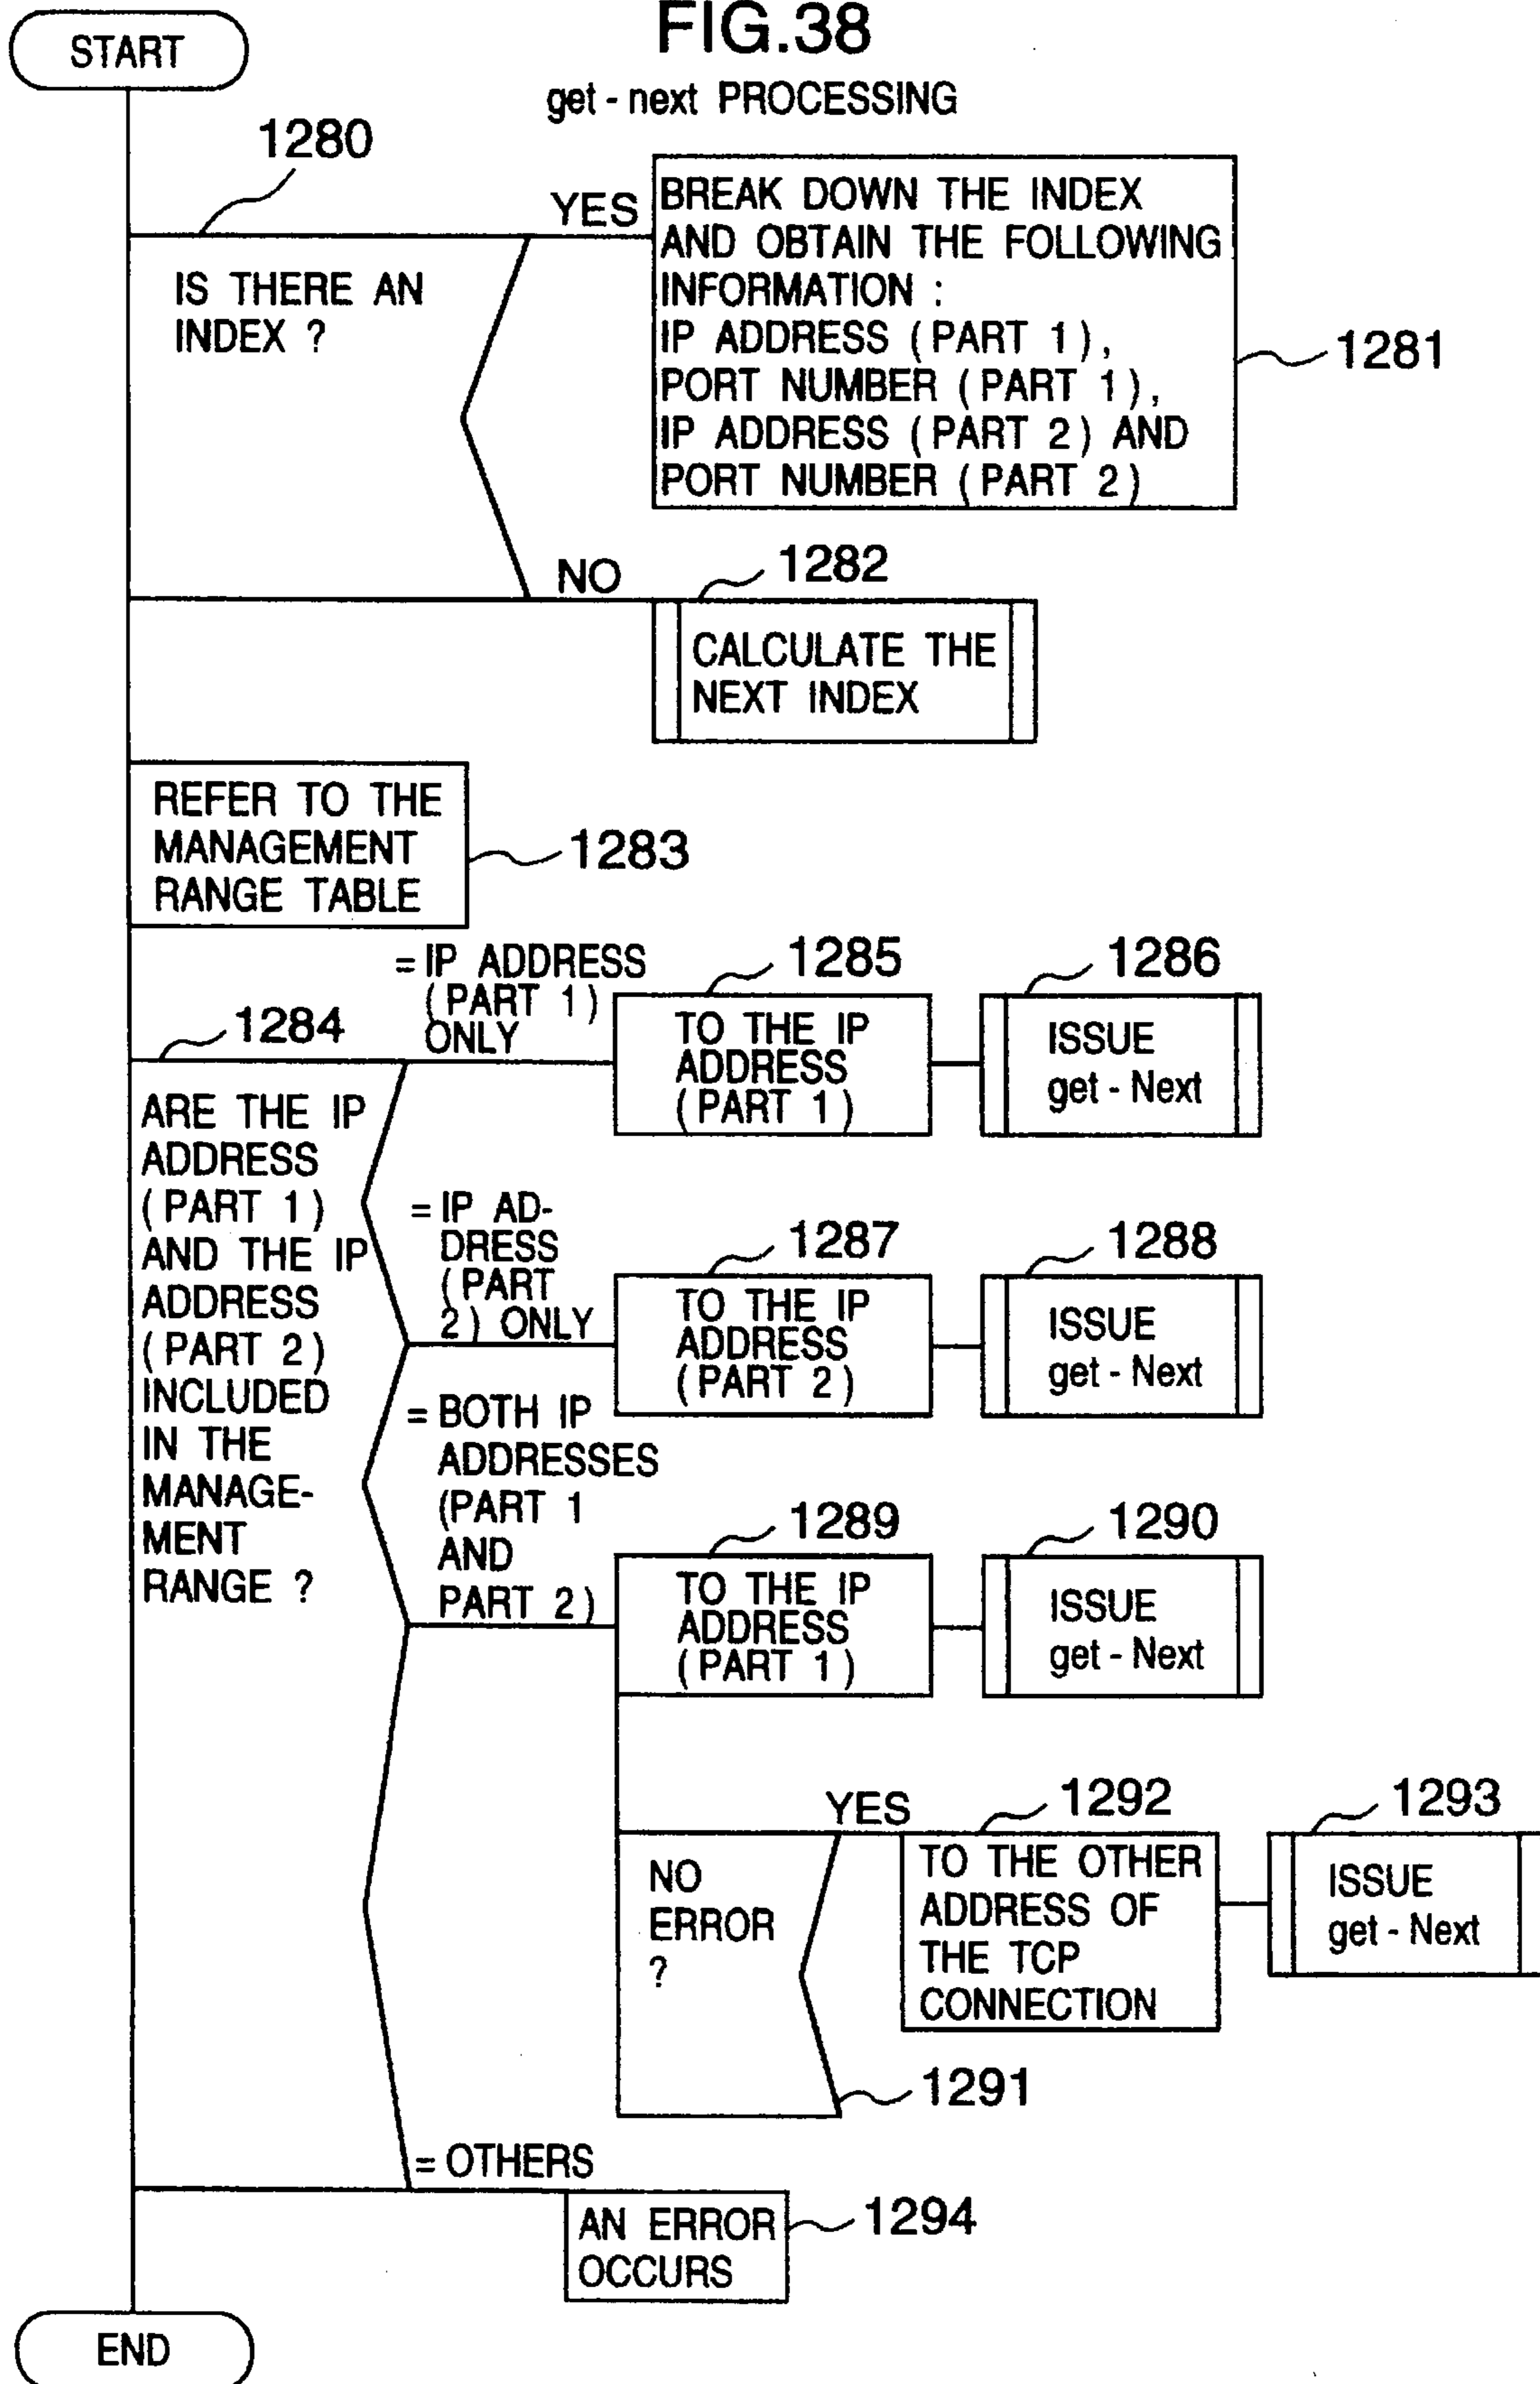 FIG.38
get - next PROCESSING
START
1280
IS THERE AN
INDEX ?
YES
BREAK DOWN THE INDEX
AND OBTAIN THE FOLLOWING
INFORMATION :
IP ADDRESS ( PART 1 ) ,
PORT NUMBER ( PART 1 ) ,
IP ADDRESS ( PART 2 ) AND
PORT NUMBER ( PART 2 )
1281
NO
1282
CALCULATE THE
NEXT INDEX
REFER TO THE
MANAGEMENT
RANGE TABLE
1283
1284
ARE THE IP
ADDRESS
( PART 1 )
AND THE IP
ADDRESS
( PART 2 )
INCLUDED
IN THE
MANAGE-
MENT
RANGE ?
= IP ADDRESS
( PART 1 )
ONLY
1285
TO THE IP
ADDRESS
( PART 1 )
1286
ISSUE
get - Next
= IP AD-
DRESS
( PART
2 ) ONLY
1287
TO THE IP
ADDRESS
( PART 2 )
1288
ISSUE
get - Next
= BOTH IP
ADDRESSES
(PART 1
AND
PART 2 )
1289
TO THE IP
ADDRESS
( PART 1 )
1290
ISSUE
get - Next
NO
ERROR
?
1291
YES
1292
TO THE OTHER
ADDRESS OF
THE TCP
CONNECTION
1293
ISSUE
get - Next
= OTHERS
AN ERROR
OCCURS
1294
END